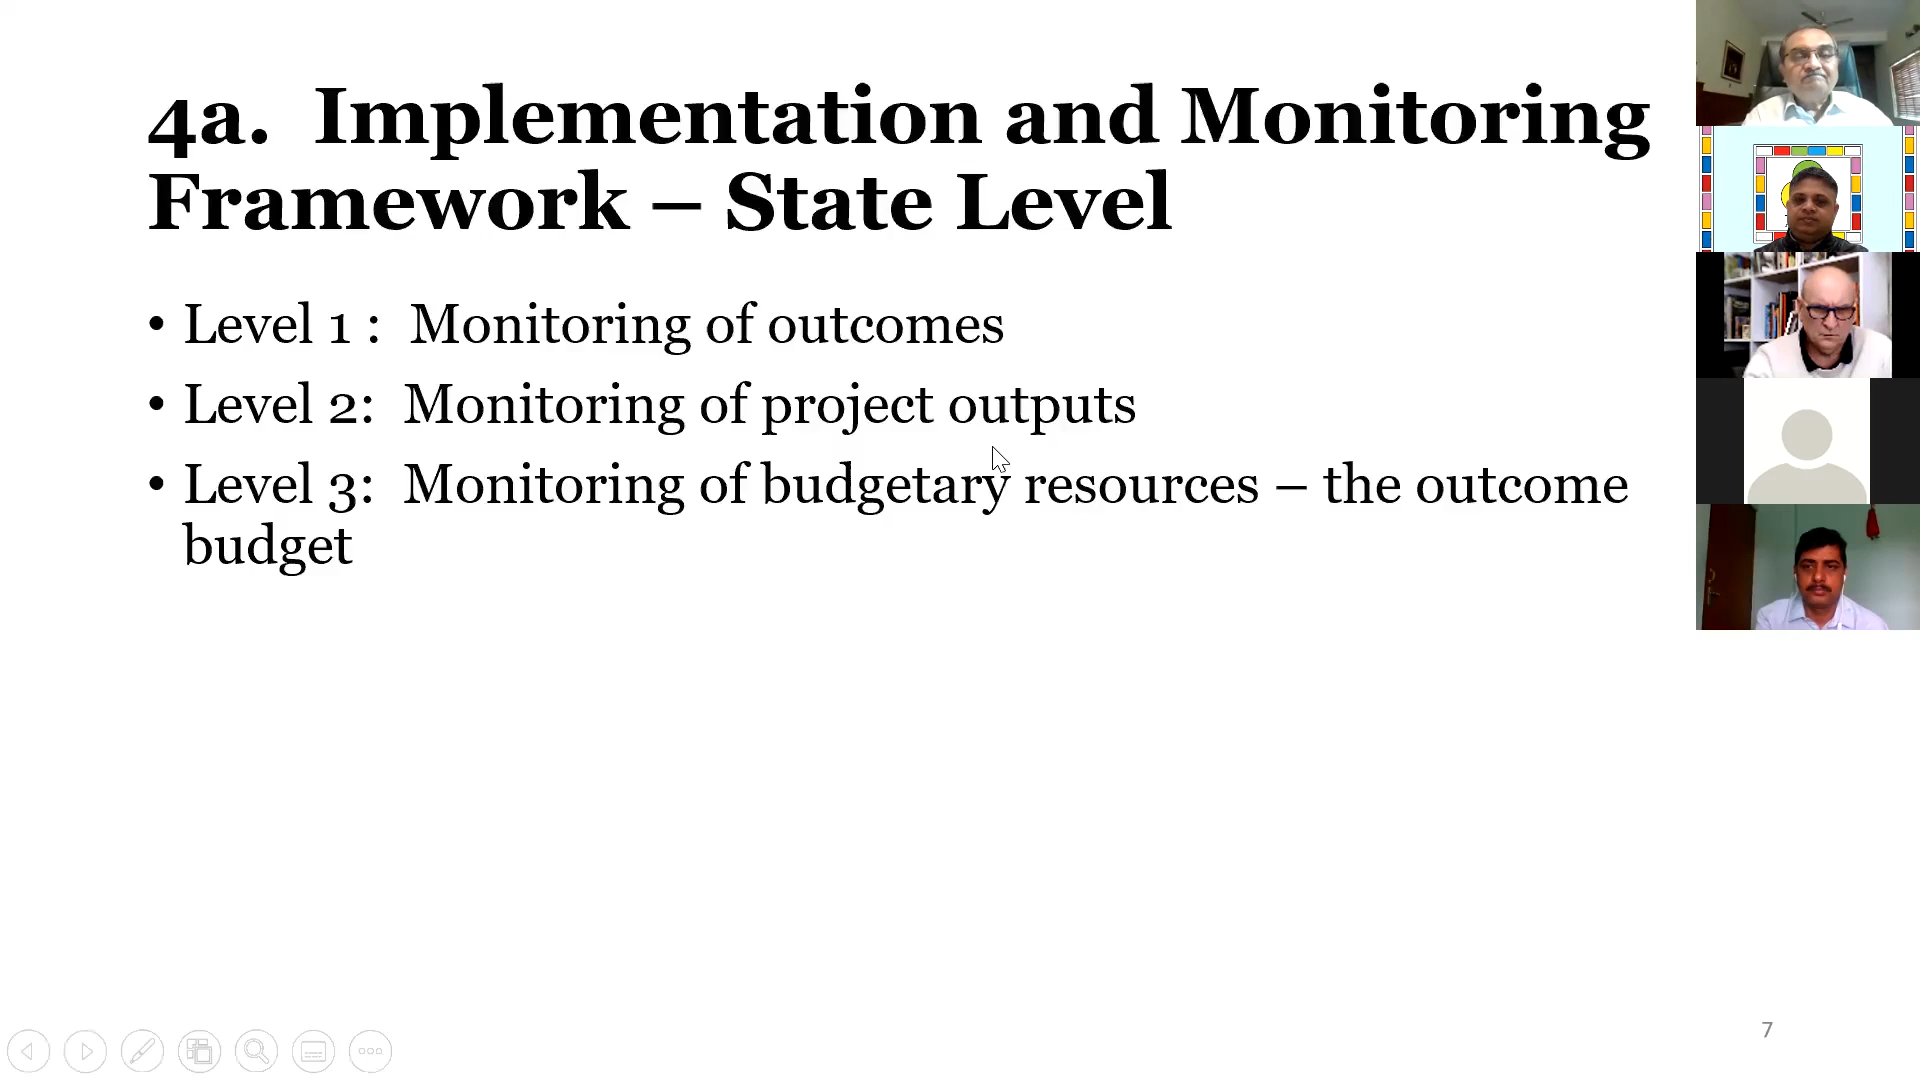 4a.  Implementation and Monitoring
Framework – State Level
• Level 1 :  Monitoring of outcomes
• Level 2:  Monitoring of project outputs
• Level 3:  Monitoring of budgetary resources – the outcome
budget
7